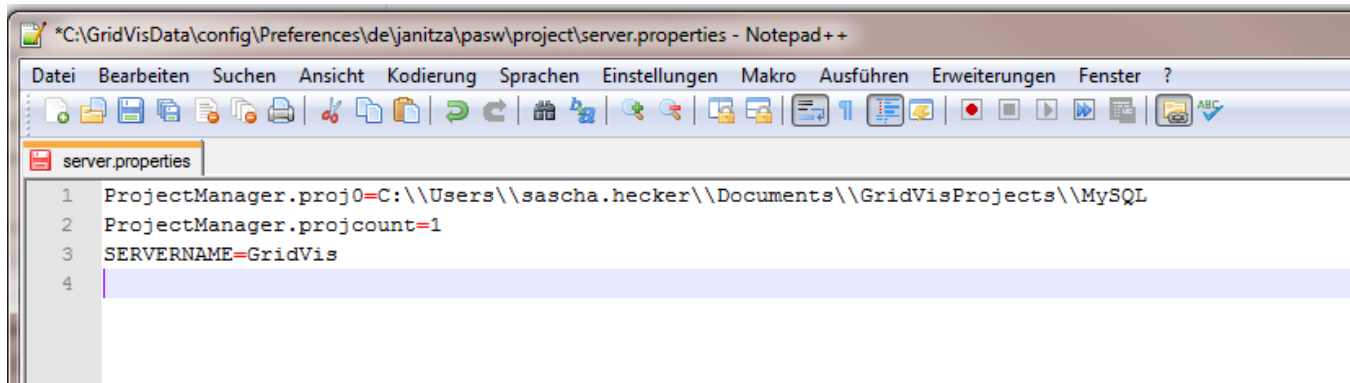 *C:\GridVisData\config\Preferences\de\janitza\pasw\project\server.properties - Notepad++
Datei Bearbeiten Suchen Ansicht Kodierung Sprachen Einstellungen Makro Ausführen Erweiterungen Fenster ?
ABC
server.properties
1 ProjectManager.proj0=C:\\Users\\sascha.hecker\\Documents\\GridVisProjects\\MySQL
2 ProjectManager.projcount=1
3 SERVERNAME=GridVis
4